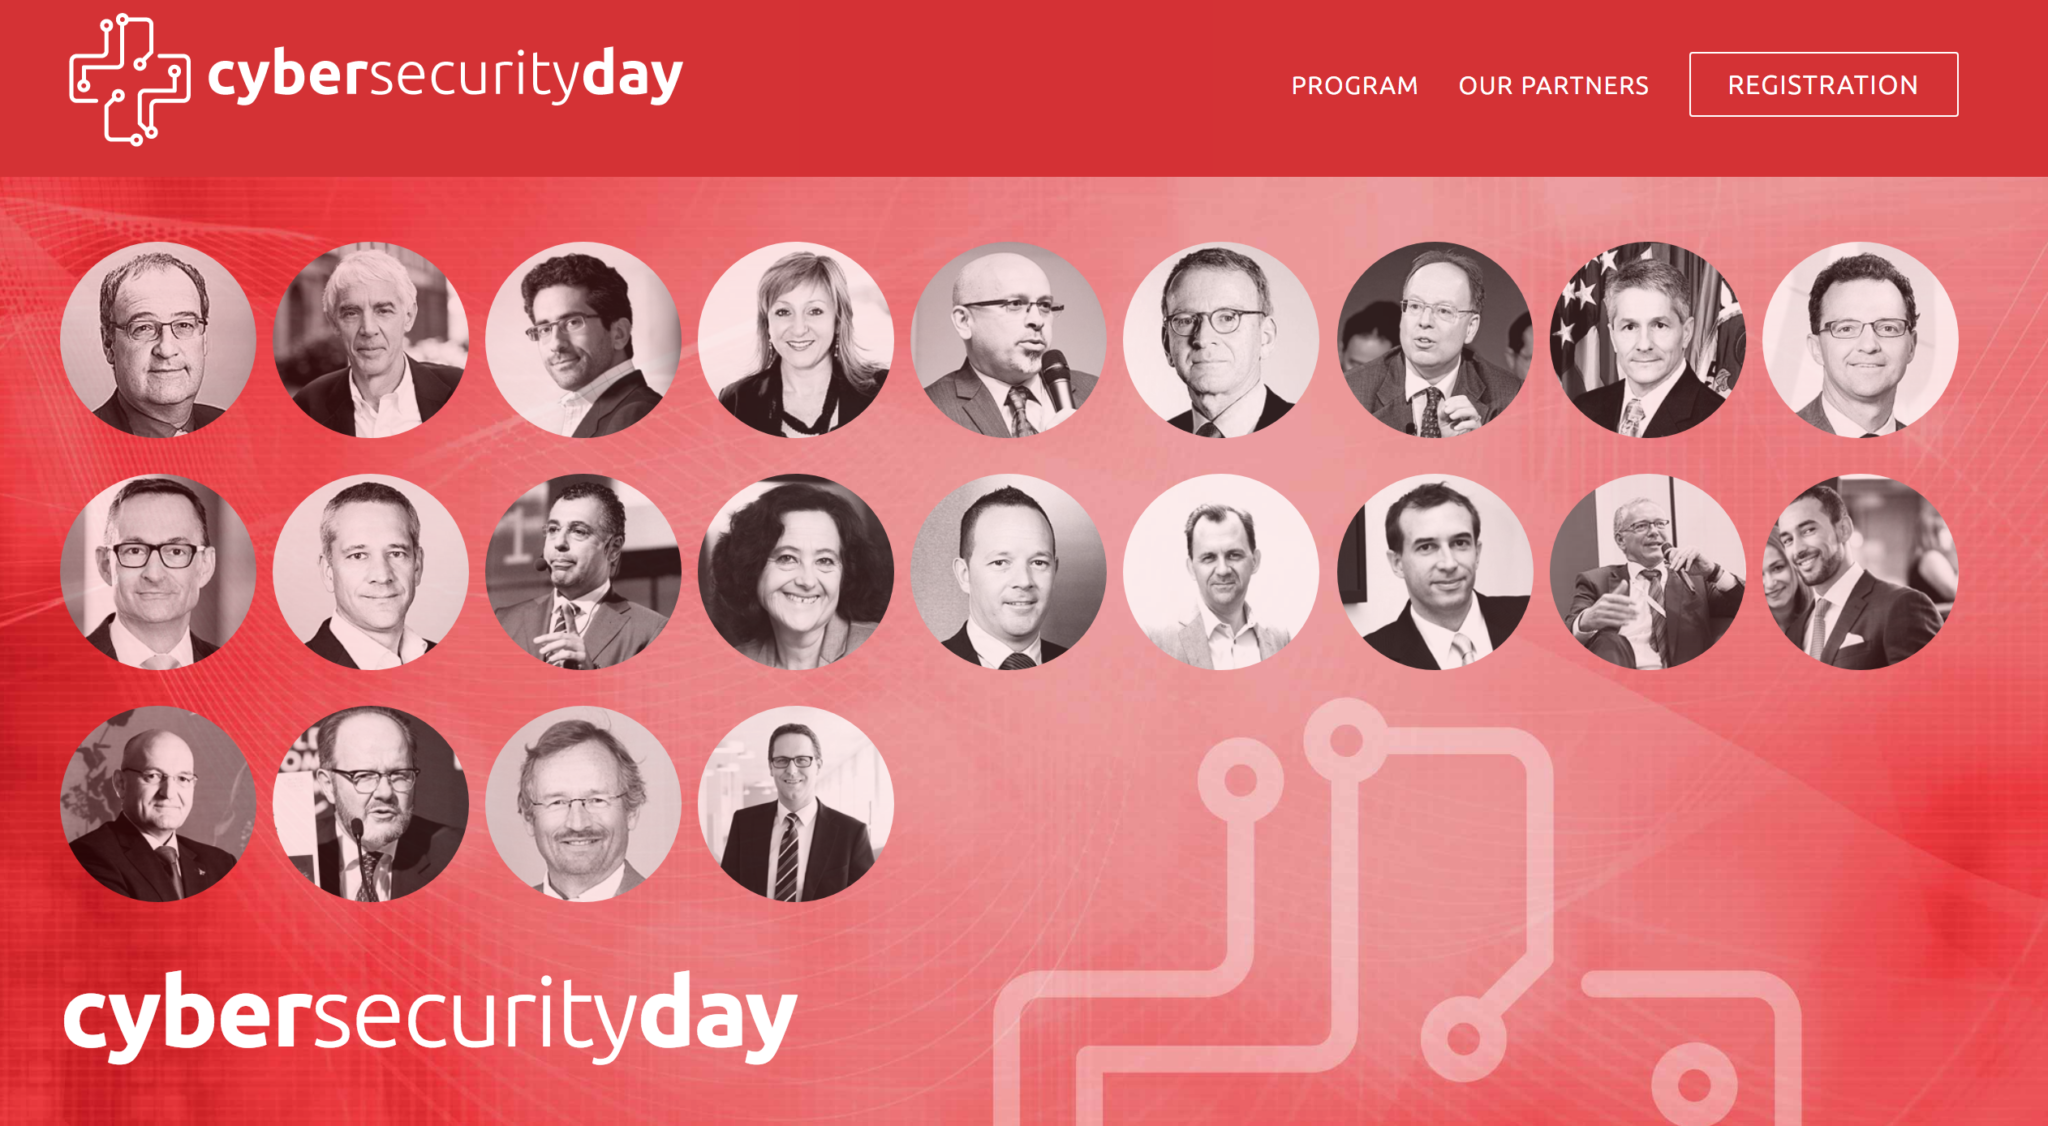 cybersecurityday
PROGRAM
OUR PARTNERS
REGISTRATION
cybersecurityday